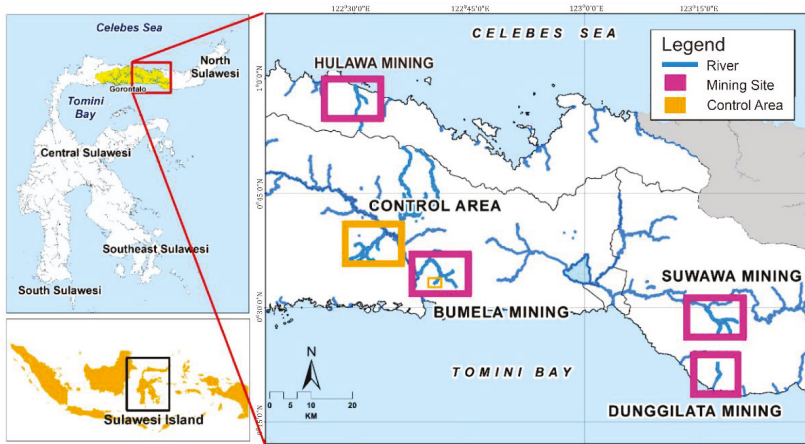 Celebes Sea
North
Sulawesi
Gorontalo
Tomini
Bay
Central Sulawesi
Southeast Sulawesi
South Sulawesi
Sulawesi Island
122°30'0"E
122°45'0"E
123°0'0"E
123°15'0"E
CELEBES SEA
HULAWA MINING
Legend
River
Mining Site
Control Area
1°0'0"N
0°45'0"N
CONTROL AREA
SUWAWA MINING
0°30'0"N
BUMELA MINING
N
TOMINI BAY
0 5 10 20
KM
DUNGGILATA MINING